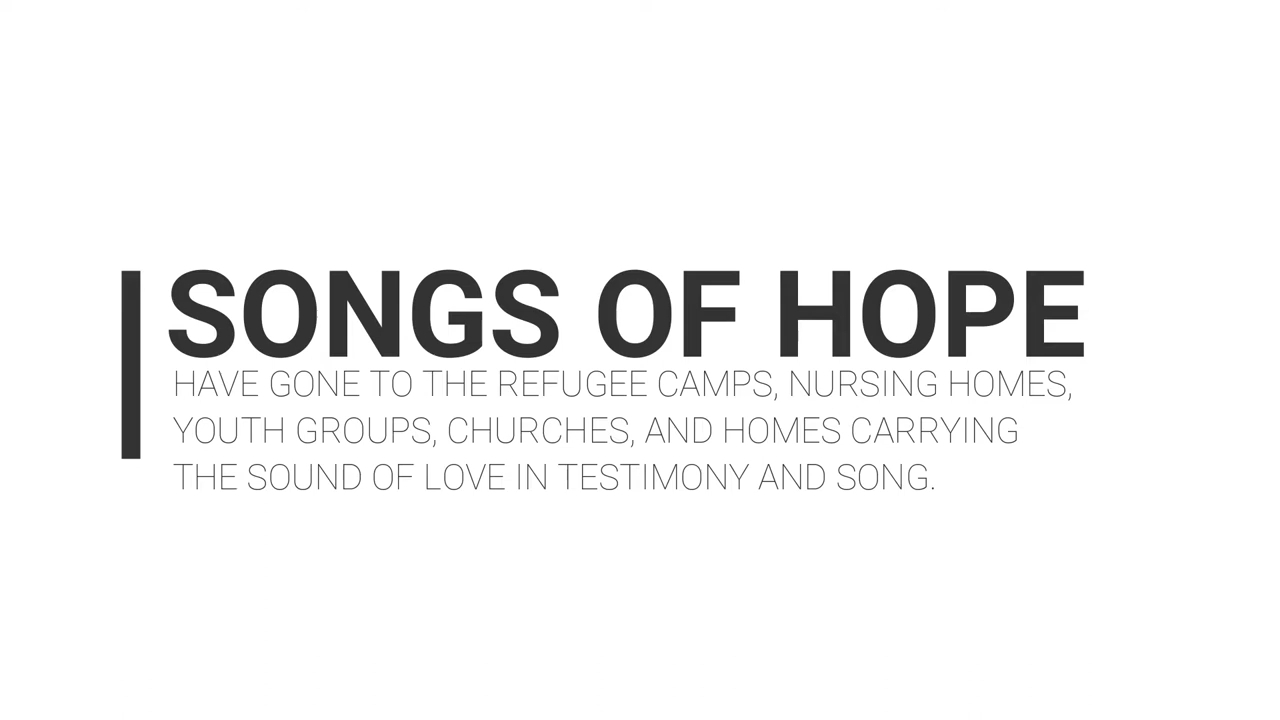 SONGS OF HOPE
HAVE GONE TO THE REFUGEE CAMPS, NURSING HOMES,
YOUTH GROUPS, CHURCHES, AND HOMES CARRYING
THE SOUND OF LOVE IN TESTIMONY AND SONG.